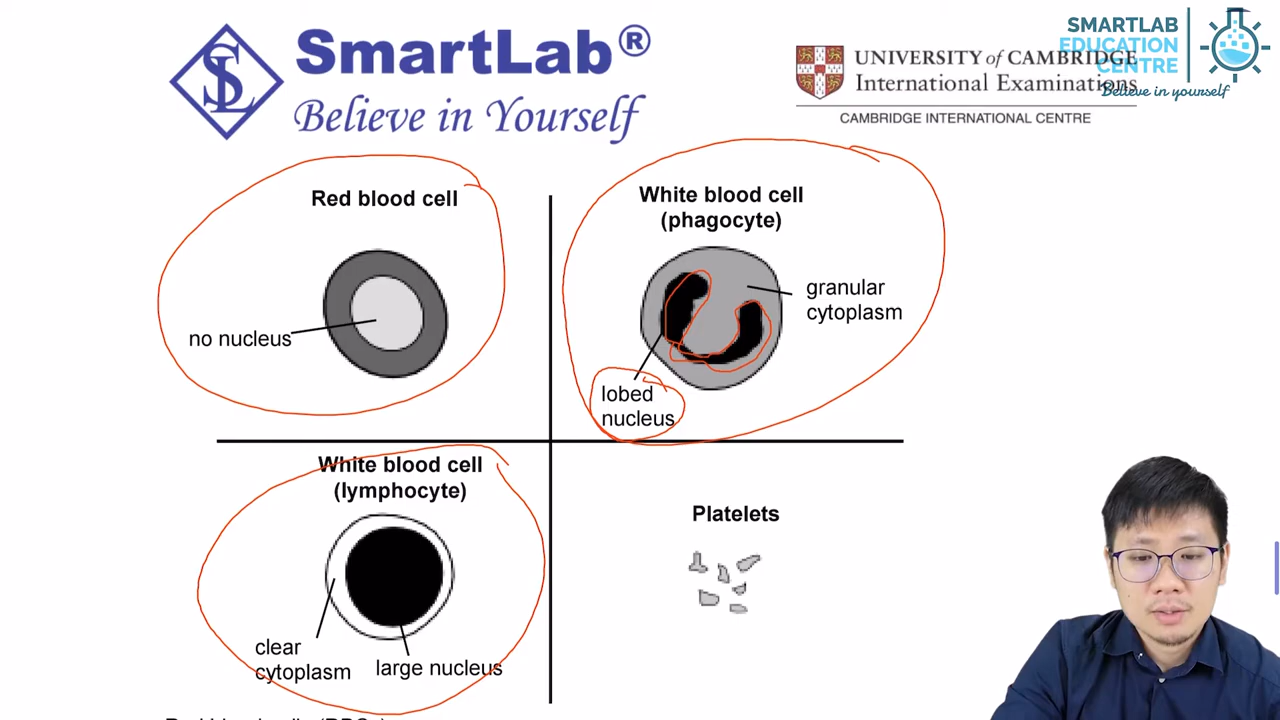 SmartLab®
Believe in Yourself
SL
UNIVERSITY of CAMBRIDGE
International Examinations
CAMBRIDGE INTERNATIONAL CENTRE
SMARTLAB
EDUCATION
CENTRE
Believe in yourself
Red blood cell
no nucleus
White blood cell
(phagocyte)
granular
cytoplasm
lobed
nucleus
White blood cell
(lymphocyte)
clear
cytoplasm
large nucleus
Platelets